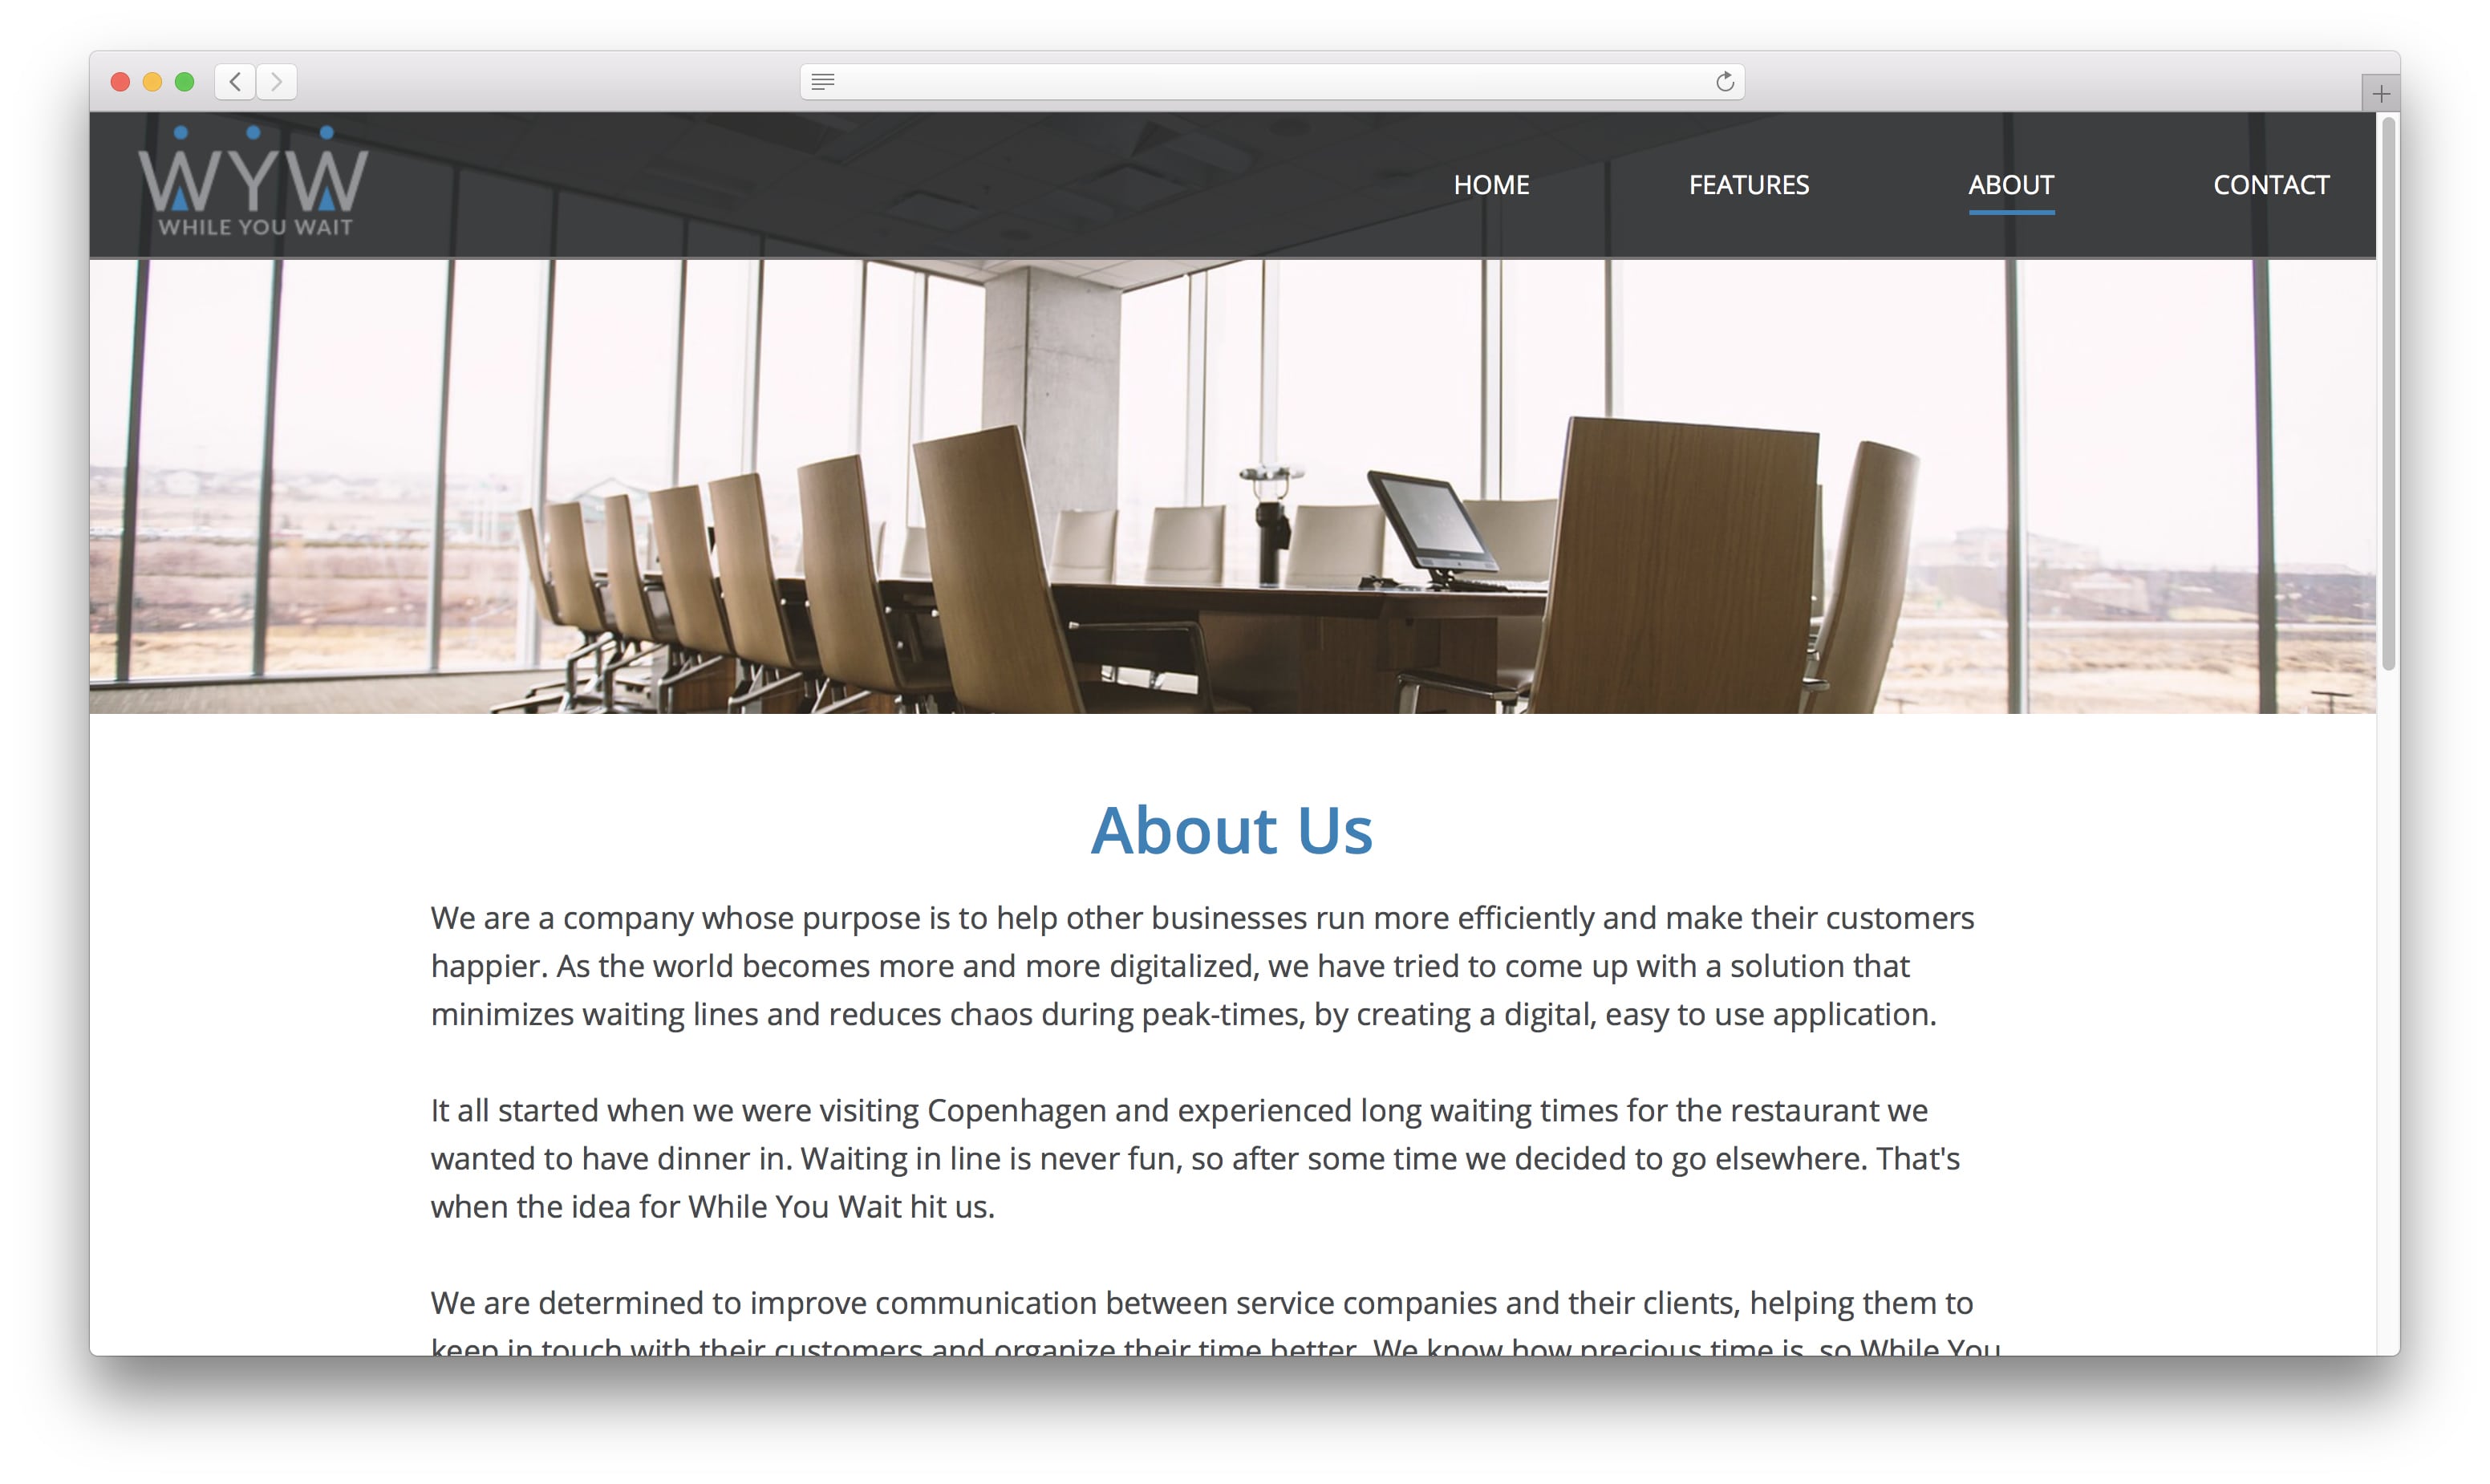 WYW
WHILE YOU WAIT
HOME
FEATURES
ABOUT
CONTACT
About Us
We are a company whose purpose is to help other businesses run more efficiently and make their customers
happier. As the world becomes more and more digitalized, we have tried to come up with a solution that
minimizes waiting lines and reduces chaos during peak-times, by creating a digital, easy to use application.
It all started when we were visiting Copenhagen and experienced long waiting times for the restaurant we
wanted to have dinner in. Waiting in line is never fun, so after some time we decided to go elsewhere. That's
when the idea for While You Wait hit us.
We are determined to improve communication between service companies and their clients, helping them to
keep in touch with their customers and organize their time better. We know how precious time is, so While You